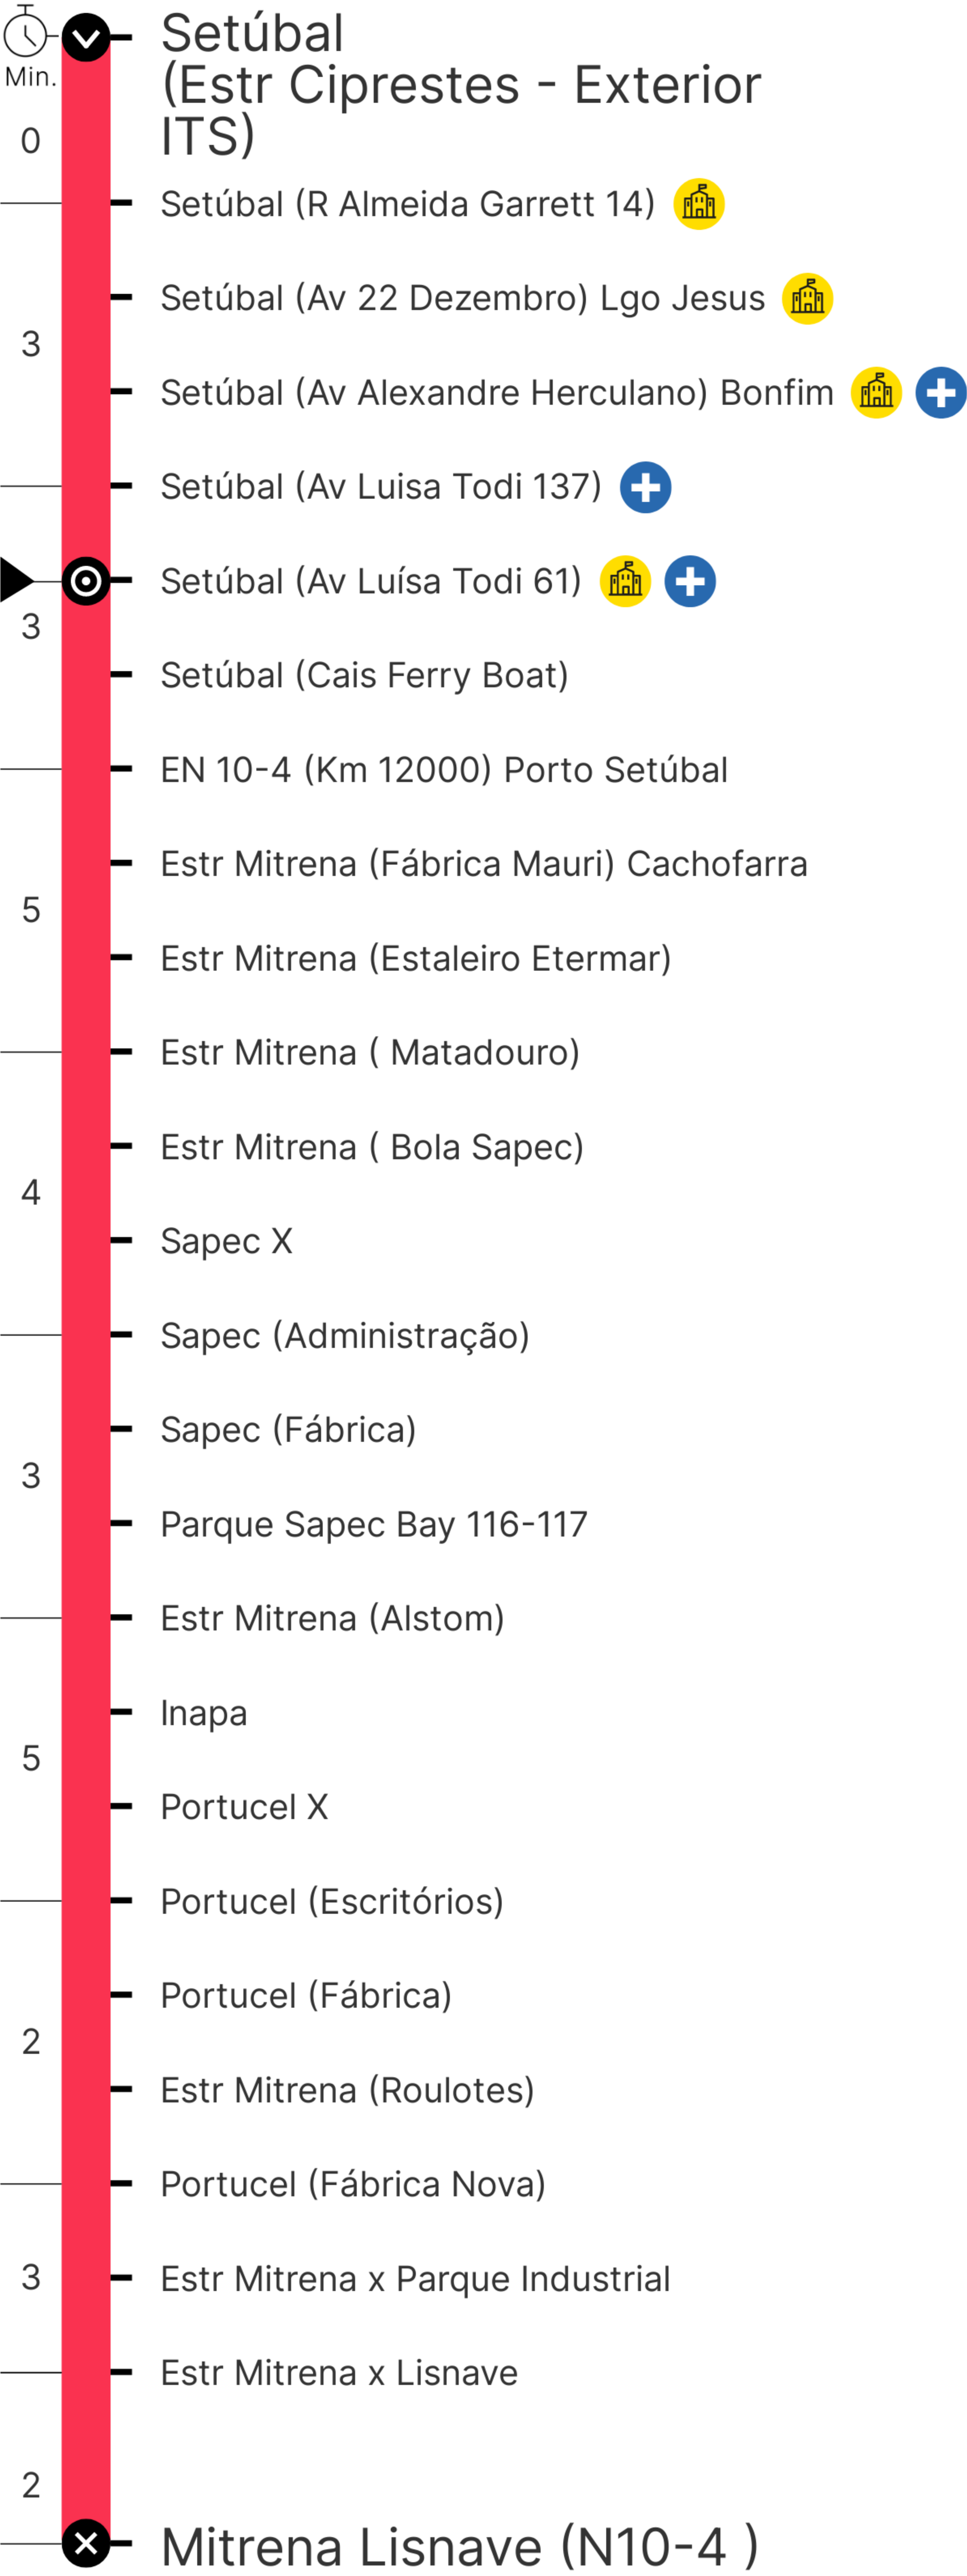 Setúbal
(Estr Ciprestes - Exterior
ITS)
Min.
0
Setúbal (R Almeida Garrett 14)
Setúbal (Av 22 Dezembro) Lgo Jesus
3
Setúbal (Av Alexandre Herculano) Bonfim
Setúbal (Av Luisa Todi 137)
Setúbal (Av Luísa Todi 61)
3
Setúbal (Cais Ferry Boat)
EN 10-4 (Km 12000) Porto Setúbal
Estr Mitrena (Fábrica Mauri) Cachofarra
5
Estr Mitrena (Estaleiro Etermar)
Estr Mitrena ( Matadouro)
Estr Mitrena ( Bola Sapec)
4
Sapec X
Sapec (Administração)
Sapec (Fábrica)
3
Parque Sapec Bay 116-117
Estr Mitrena (Alstom)
Inapa
5
Portucel X
Portucel (Escritórios)
Portucel (Fábrica)
2
Estr Mitrena (Roulotes)
Portucel (Fábrica Nova)
3
Estr Mitrena x Parque Industrial
Estr Mitrena x Lisnave
2
Mitrena Lisnave (N10-4 )